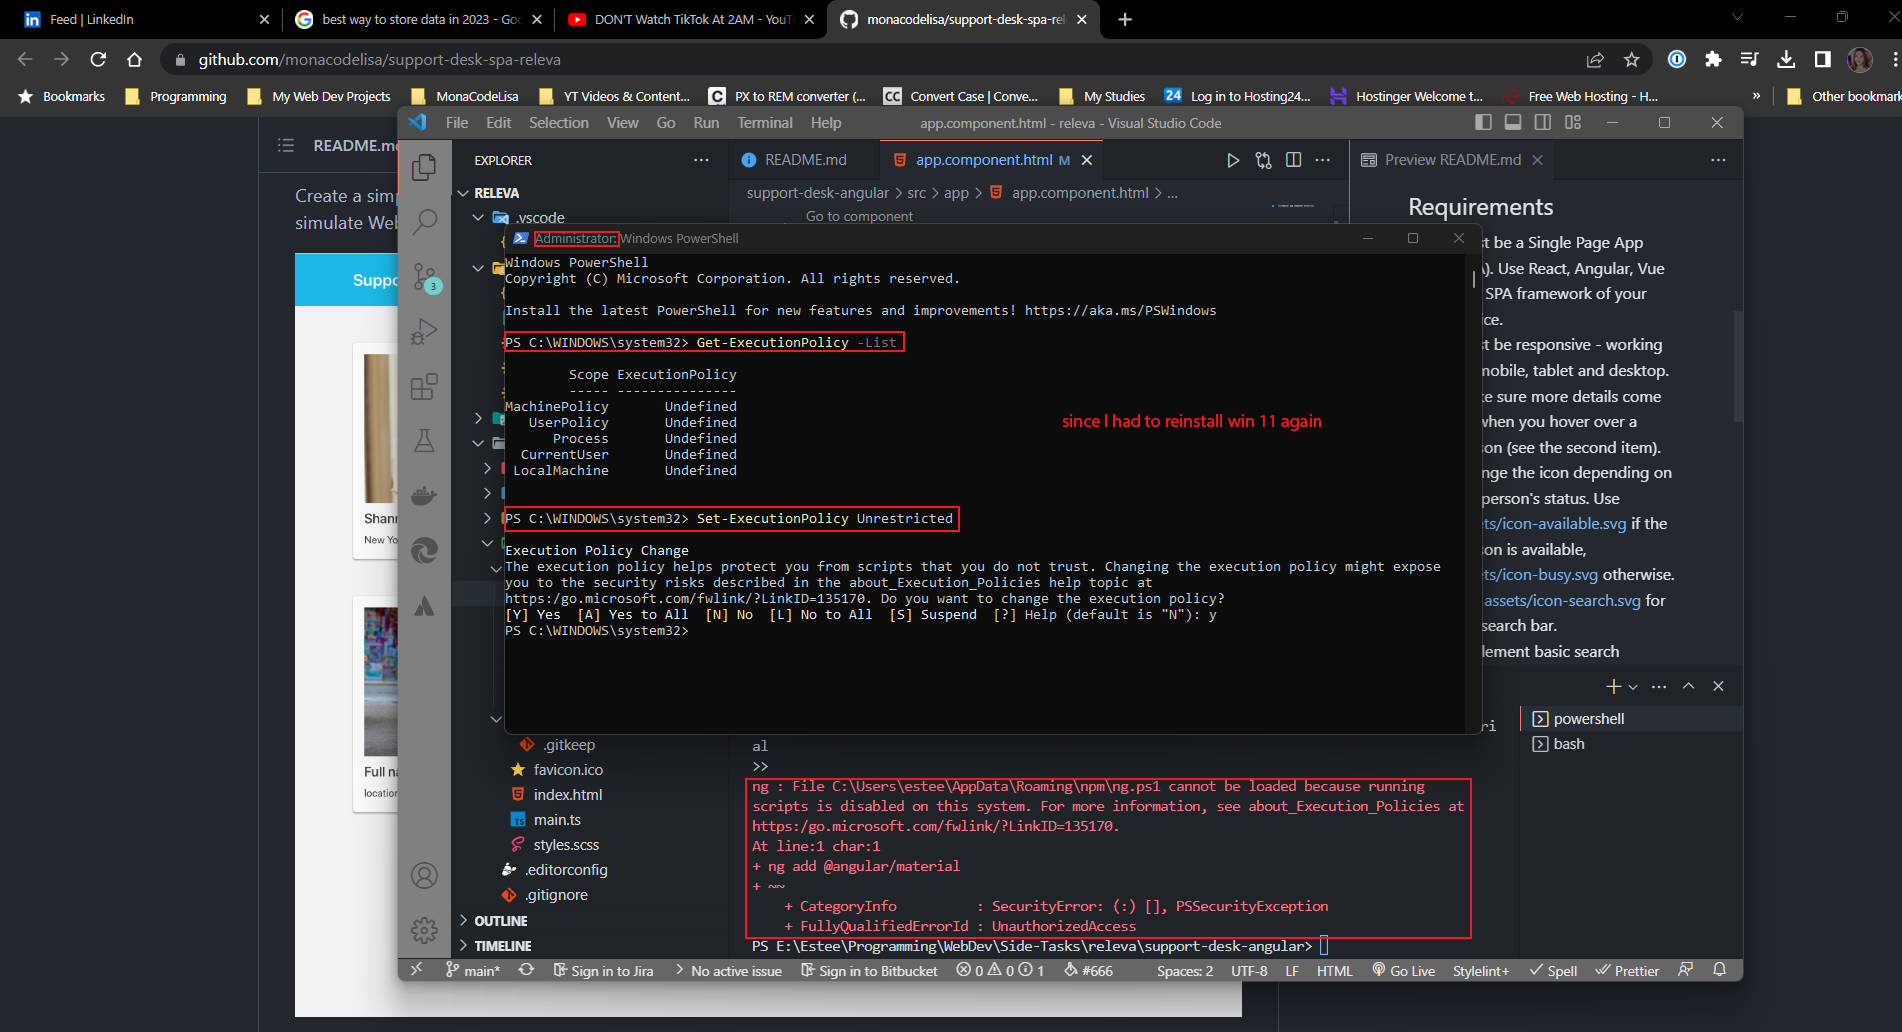 Feed | LinkedIn
best way to store data in 2023 - Goo
DON'T Watch TikTok At 2AM - YouT
monacodelisa/support-desk-spa-rel
github.com/monacodelisa/support-desk-spa-releva
Bookmarks
Programming
My Web Dev Projects
MonaCodeLisa
YT Videos & Content...
PX to REM converter (...
Convert Case | Conve...
My Studies
24
Log in to Hosting24...
Hostinger Welcome t...
Free Web Hosting - H...
»
Other bookmark
README.m
Create a sim
simulate Web
Suppo
Shann
New Yo
Full na
location
File Edit Selection View Go Run Terminal Help
app.component.html - releva - Visual Studio Code
EXPLORER
RELEVA
.vscode
3
README.md
app.component.html M
Preview README.md
support-desk-angular > src > app > app.component.html > ...
Go to component
Administrator: Windows PowerShell
Windows PowerShell
Copyright (C) Microsoft Corporation. All rights reserved.
Install the latest PowerShell for new features and improvements! https://aka.ms/PSWindows
PS C:\WINDOWS\system32> Get-ExecutionPolicy -List
Scope ExecutionPolicy
----- ---------------
MachinePolicy Undefined
UserPolicy Undefined
Process Undefined
CurrentUser Undefined
LocalMachine Undefined
since I had to reinstall win 11 again
PS C:\WINDOWS\system32> Set-ExecutionPolicy Unrestricted
Execution Policy Change
The execution policy helps protect you from scripts that you do not trust. Changing the execution policy might expose
you to the security risks described in the about_Execution_Policies help topic at
https:/go.microsoft.com/fwlink/?LinkID=135170. Do you want to change the execution policy?
[Y] Yes [A] Yes to All [N] No [L] No to All [S] Suspend [?] Help (default is "N"): y
PS C:\WINDOWS\system32>
Requirements
st be a Single Page App
A). Use React, Angular, Vue
SPA framework of your
ice.
st be responsive - working
mobile, tablet and desktop.
ke sure more details come
when you hover over a
son (see the second item).
nge the icon depending on
person's status. Use
ets/icon-available.svg if the
son is available,
ets/icon-busy.svg otherwise.
assets/icon-search.svg for
search bar.
lement basic search
.gitkeep
favicon.ico
index.html
main.ts
styles.scss
.editorconfig
.gitignore
OUTLINE
TIMELINE
ri
al
>>
ng : File C:\Users\estee\AppData\Roaming\npm\ng.ps1 cannot be loaded because running
scripts is disabled on this system. For more information, see about_Execution_Policies at
https:/go.microsoft.com/fwlink/?LinkID=135170.
At line:1 char:1
+ ng add @angular/material
+ ~~
+ CategoryInfo : SecurityError: (:) [], PSSecurityException
+ FullyQualifiedErrorId : UnauthorizedAccess
PS E:\Estee\Programming\WebDev\Side-Tasks\releva\support-desk-angular>
powershell
bash
main*
Sign in to Jira
No active issue
Sign in to Bitbucket
0 0 1
#666
Spaces: 2
UTF-8
LF
HTML
Go Live
Stylelint+
Spell
Prettier